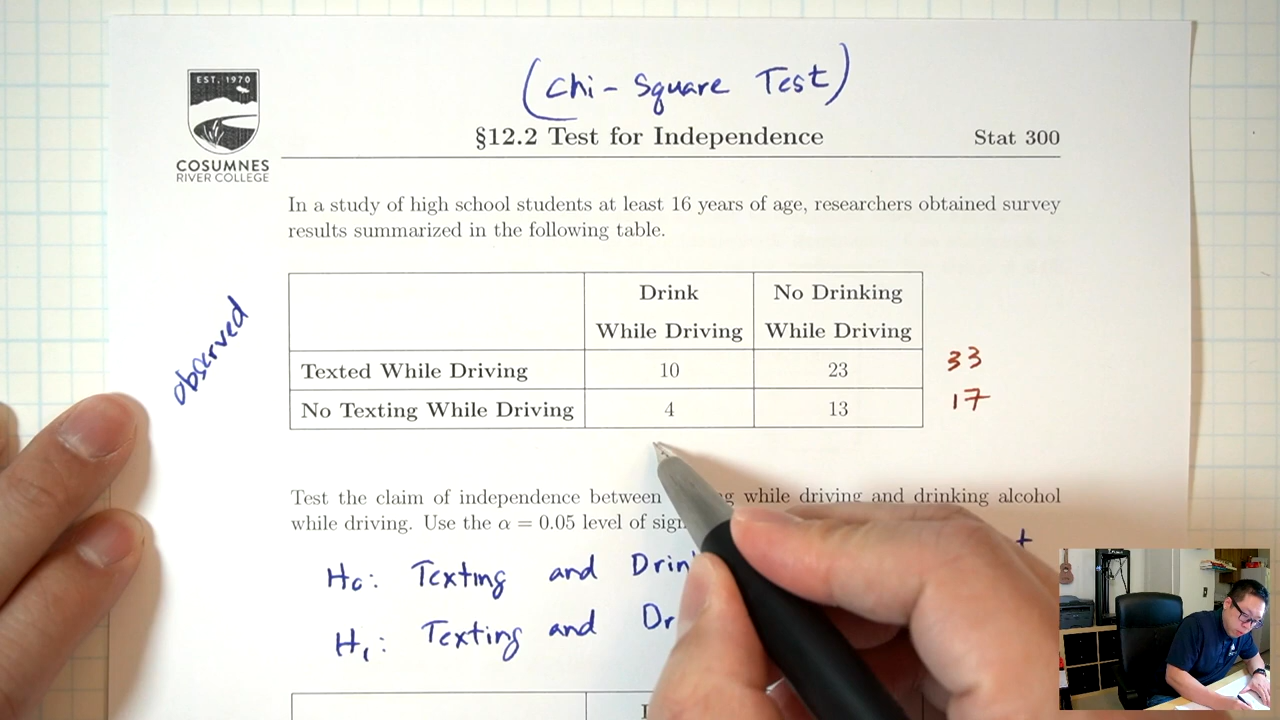 (Chi-Square Test)
EST. 1970
COSUMNES
RIVER COLLEGE
§12.2 Test for Independence
Stat 300
In a study of high school students at least 16 years of age, researchers obtained survey
results summarized in the following table.
observed
Drink
While Driving
No Drinking
While Driving
Texted While Driving 10 23 33
No Texting While Driving 4 13 17
Test the claim of independence between while driving and drinking alcohol
while driving. Use the α = 0.05 level of
H₀: Texting and
H₁: Texting and